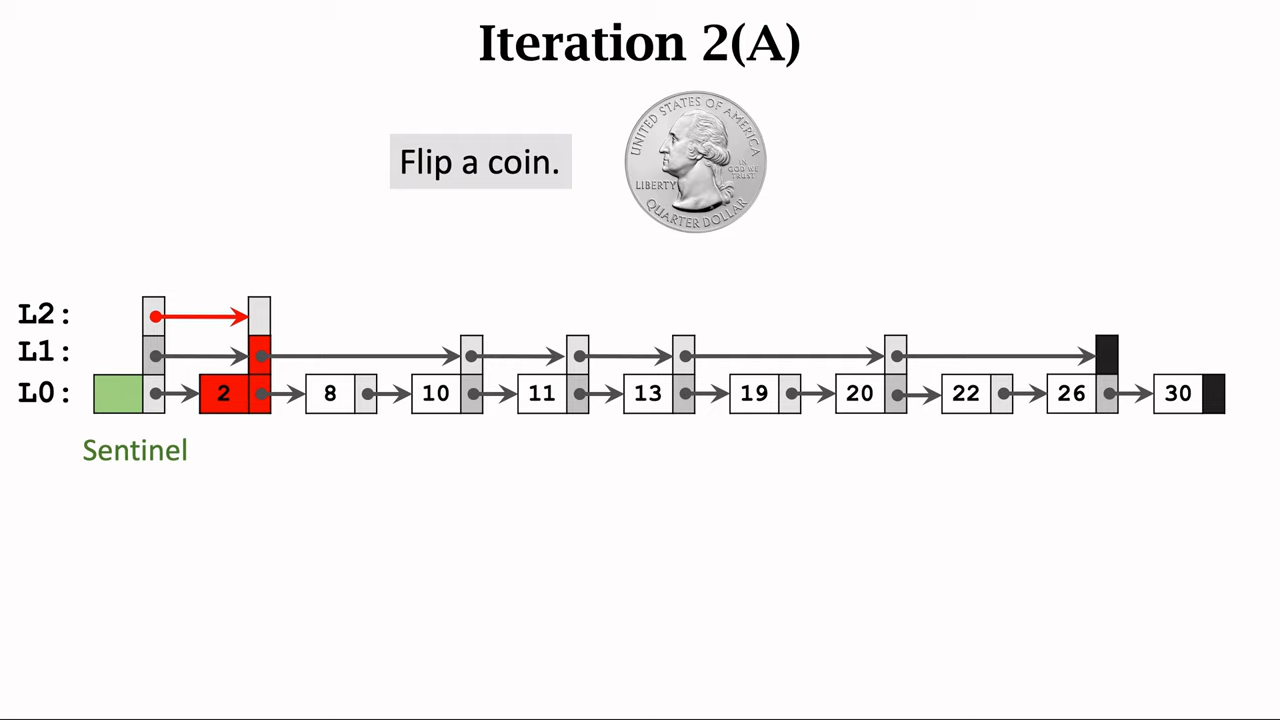 Iteration 2(A)
Flip a coin.
UNITED STATES OF AMERICA
LIBERTY
IN
GOD WE
TRUST
QUARTER DOLLAR
L2:
L1:
L0: 2 8 10 11 13 19 20 22 26 30
Sentinel